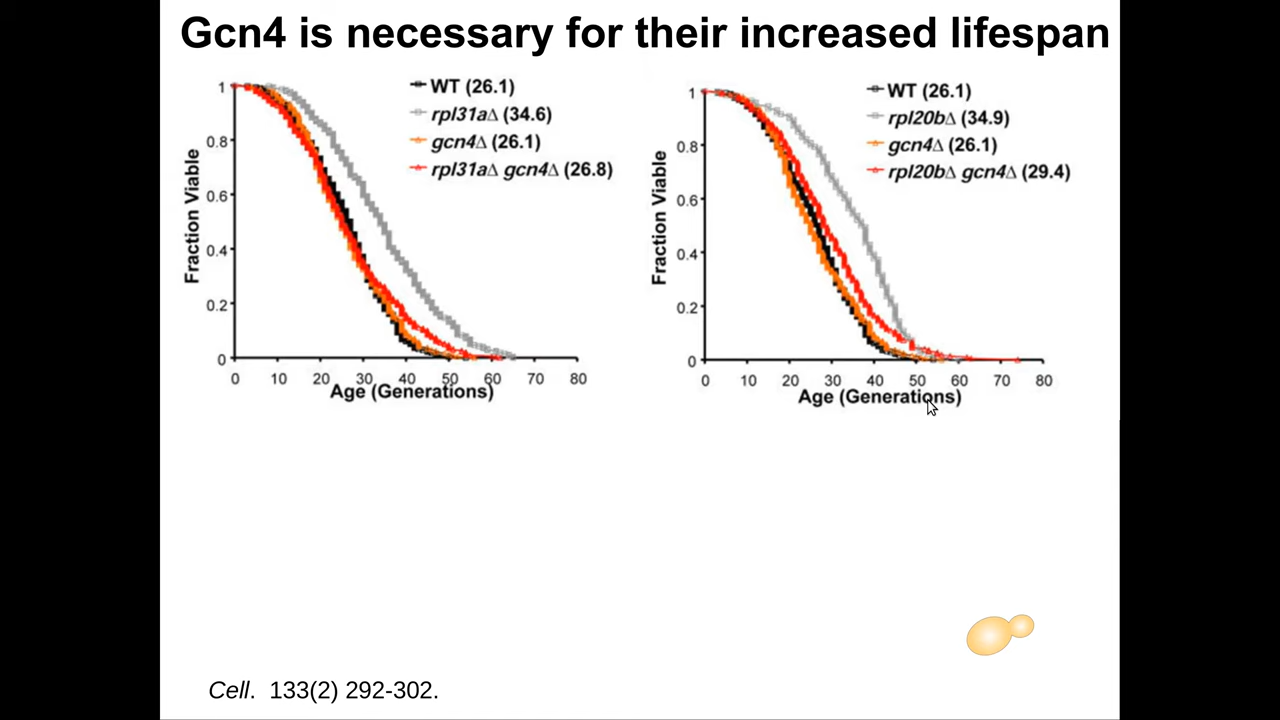 Gcn4 is necessary for their increased lifespan
Fraction Viable
1
0.8
0.6
0.4
0.2
0
0 10 20 30 40 50 60 70 80
Age (Generations)
WT (26.1)
rpl31aΔ (34.6)
gcn4Δ (26.1)
rpl31aΔ gcn4Δ (26.8)
Fraction Viable
1
0.8
0.6
0.4
0.2
0
0 10 20 30 40 50 60 70 80
Age (Generations)
WT (26.1)
rpl20bΔ (34.9)
gcn4Δ (26.1)
rpl20bΔ gcn4Δ (29.4)
Cell. 133(2) 292-302.